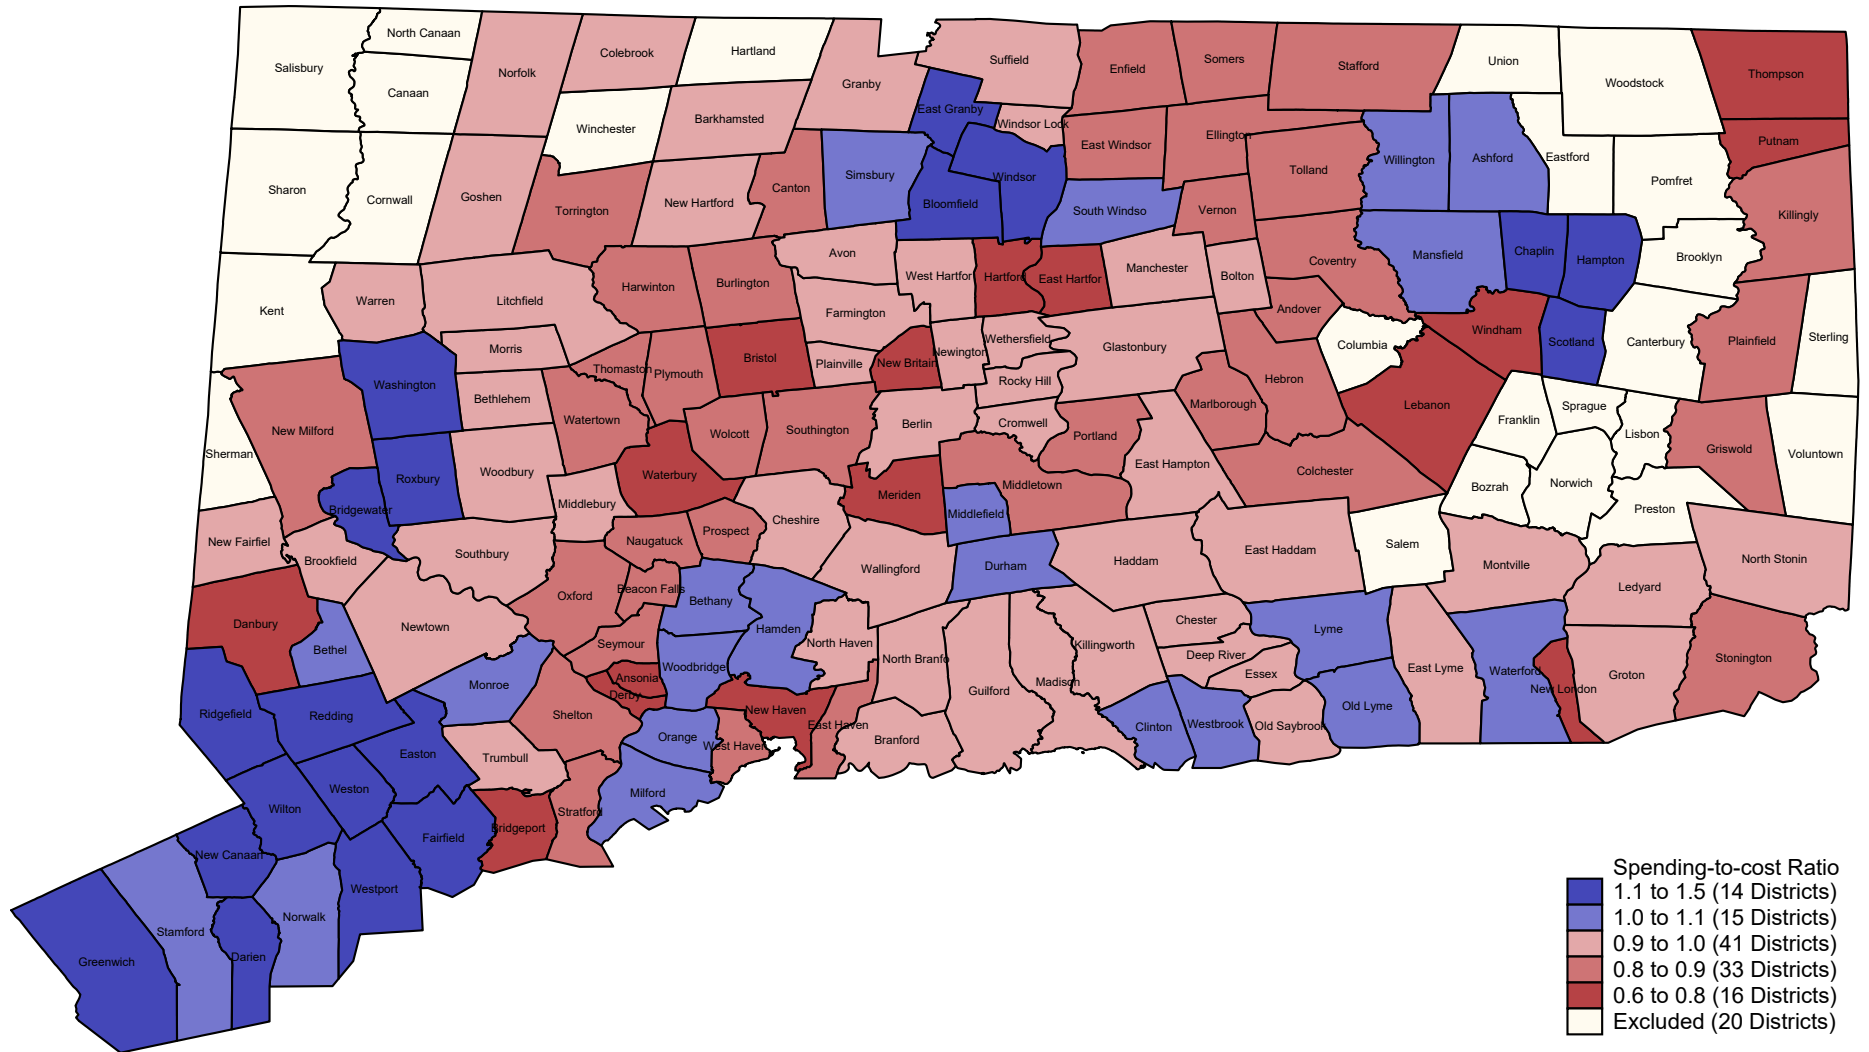 North Canaan
Salisbury
Canaan
Norfolk
Colebrook
Hartland
Granby
Suffield
Enfield
Somers
Stafford
Union
Woodstock
Thompson
Winchester
Barkhamsted
East Granby
Windsor Lock
East Windsor
Ellington
Tolland
Willington
Ashford
Eastford
Pomfret
Putnam
Killingly
Sharon
Cornwall
Goshen
Torrington
New Hartford
Canton
Simsbury
Bloomfield
Windsor
South Windso
Vernon
Mansfield
Chaplin
Hampton
Brooklyn
Kent
Warren
Litchfield
Harwinton
Burlington
Avon
West Hartfor
Hartford
East Hartfor
Manchester
Bolton
Coventry
Andover
Columbia
Windham
Scotland
Canterbury
Plainfield
Sterling
Farmington
Morris
Washington
Bethlehem
Thomaston
Plymouth
Bristol
Plainville
New Britain
Newington
Wethersfield
Rocky Hill
Glastonbury
Hebron
Marlborough
Lebanon
Franklin
Sprague
Lisbon
Griswold
Voluntown
New Milford
Sherman
Roxbury
Woodbury
Watertown
Wolcott
Southington
Berlin
Cromwell
Portland
East Hampton
Colchester
Bozrah
Norwich
Preston
Bridgewater
Middlebury
Waterbury
Meriden
Middletown
Middlefield
New Fairfiel
Brookfield
Southbury
Naugatuck
Prospect
Cheshire
Wallingford
Durham
Haddam
East Haddam
Salem
Montville
Ledyard
North Stonin
Danbury
Bethel
Newtown
Oxford
Beacon Falls
Bethany
Hamden
North Haven
North Branfo
Guilford
Madison
Killingworth
Chester
Deep River
Essex
Lyme
East Lyme
Waterford
New London
Groton
Stonington
Seymour
Woodbridge
Ansonia
Derby
Monroe
Ridgefield
Redding
Easton
Shelton
Orange
New Haven
West Haven
East Haven
Branford
Clinton
Westbrook
Old Saybrook
Old Lyme
Trumbull
Milford
Stratford
Bridgeport
Weston
Wilton
Fairfield
New Canaan
Westport
Norwalk
Stamford
Darien
Greenwich
Spending-to-cost Ratio
1.1 to 1.5 (14 Districts)
1.0 to 1.1 (15 Districts)
0.9 to 1.0 (41 Districts)
0.8 to 0.9 (33 Districts)
0.6 to 0.8 (16 Districts)
Excluded (20 Districts)